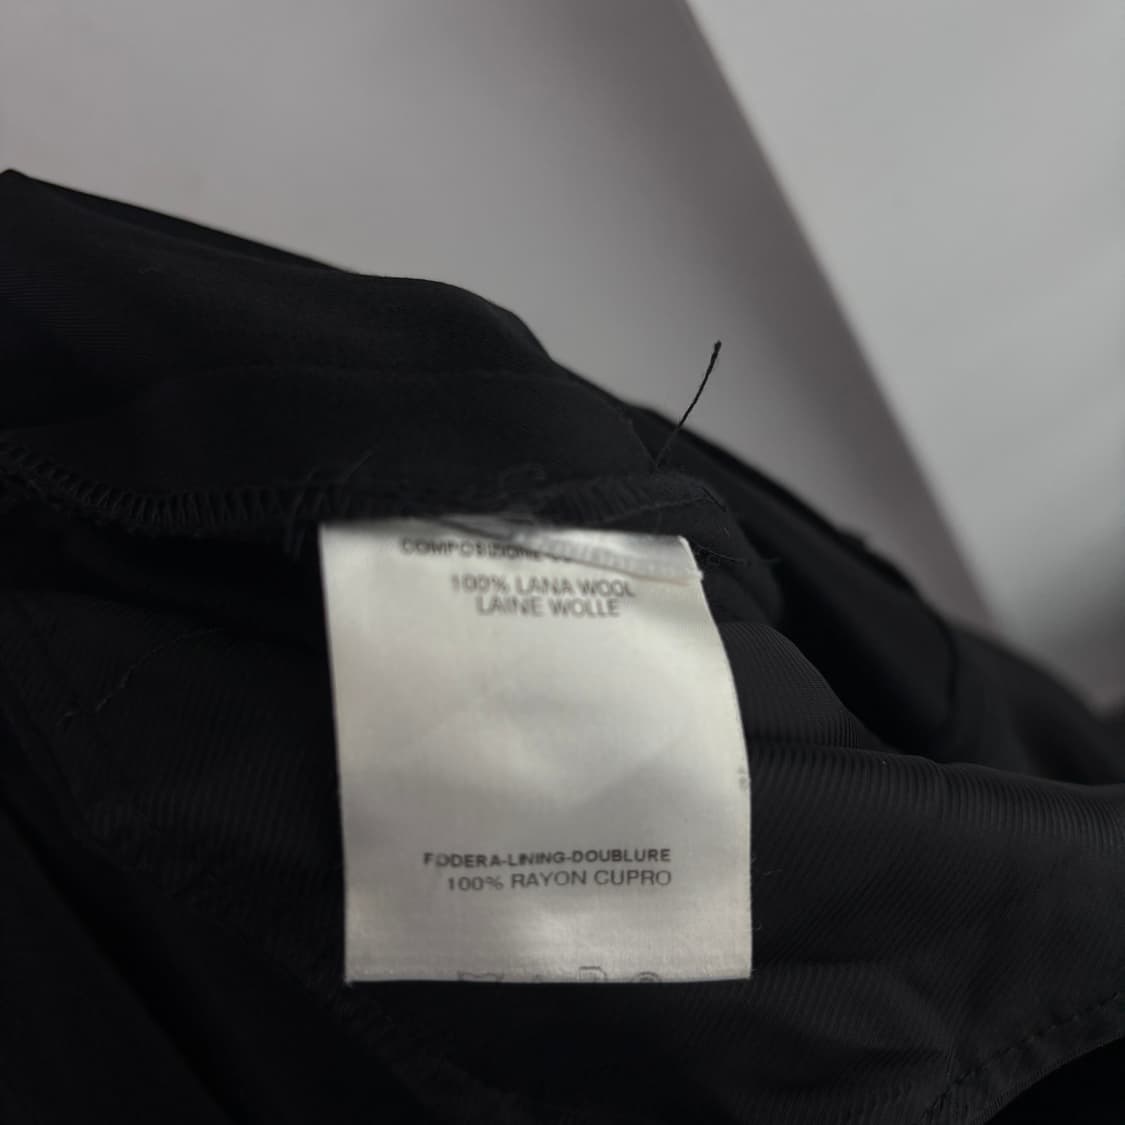 COMPOSIZIONE
100% LANA WOOL
LAINE WOLLE
FODERA-LINING-DOUBLURE
100% RAYON CUPRO